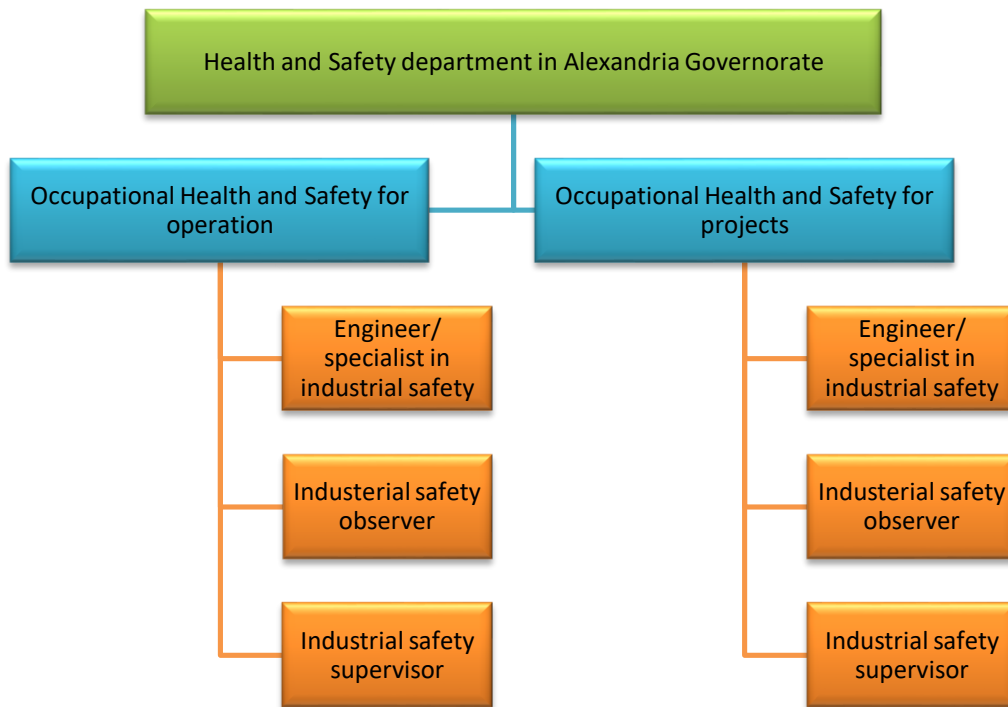 Health and Safety department in Alexandria Governorate
Occupational Health and Safety for
operation
Occupational Health and Safety for
projects
Engineer/
specialist in
industrial safety
Industerial safety
observer
Industrial safety
supervisor
Engineer/
specialist in
industrial safety
Industerial safety
observer
Industrial safety
supervisor